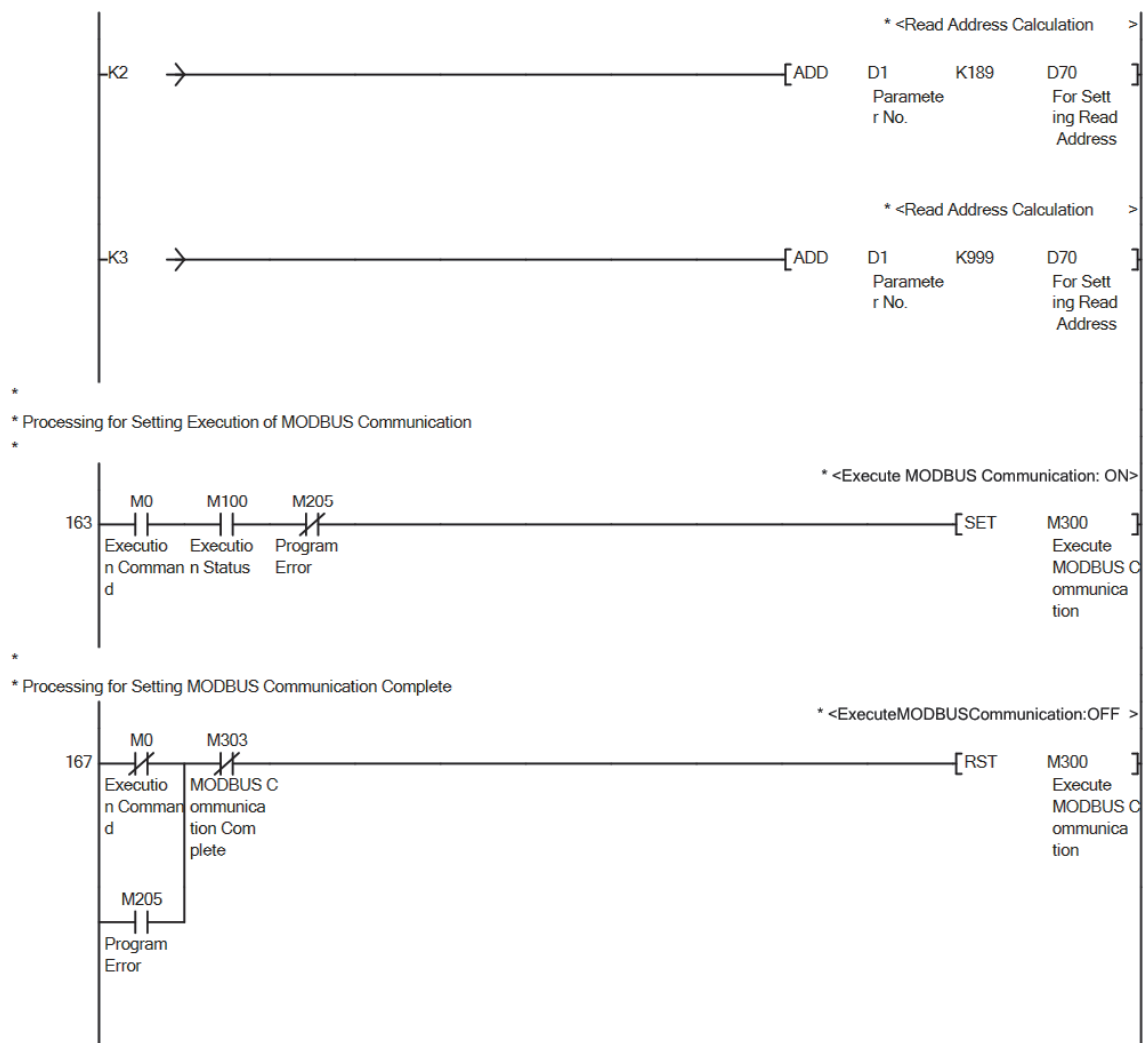 * <Read Address Calculation >
K2 > [ADD D1 K189 D70 ]
Paramete For Sett
r No. ing Read
Address
* <Read Address Calculation >
K3 > [ADD D1 K999 D70 ]
Paramete For Sett
r No. ing Read
Address
*
* Processing for Setting Execution of MODBUS Communication
*
* <Execute MODBUS Communication: ON>
M0 M100 M205
163 [SET M300 ]
Executio Executio Program Execute
n Comman n Status Error MODBUS C
d ommunica
tion
*
* Processing for Setting MODBUS Communication Complete
* <ExecuteMODBUSCommunication:OFF >
M0 M303
167 [RST M300 ]
Executio MODBUS C Execute
n Comman ommunica MODBUS C
d tion Com ommunica
plete tion
M205
Program
Error